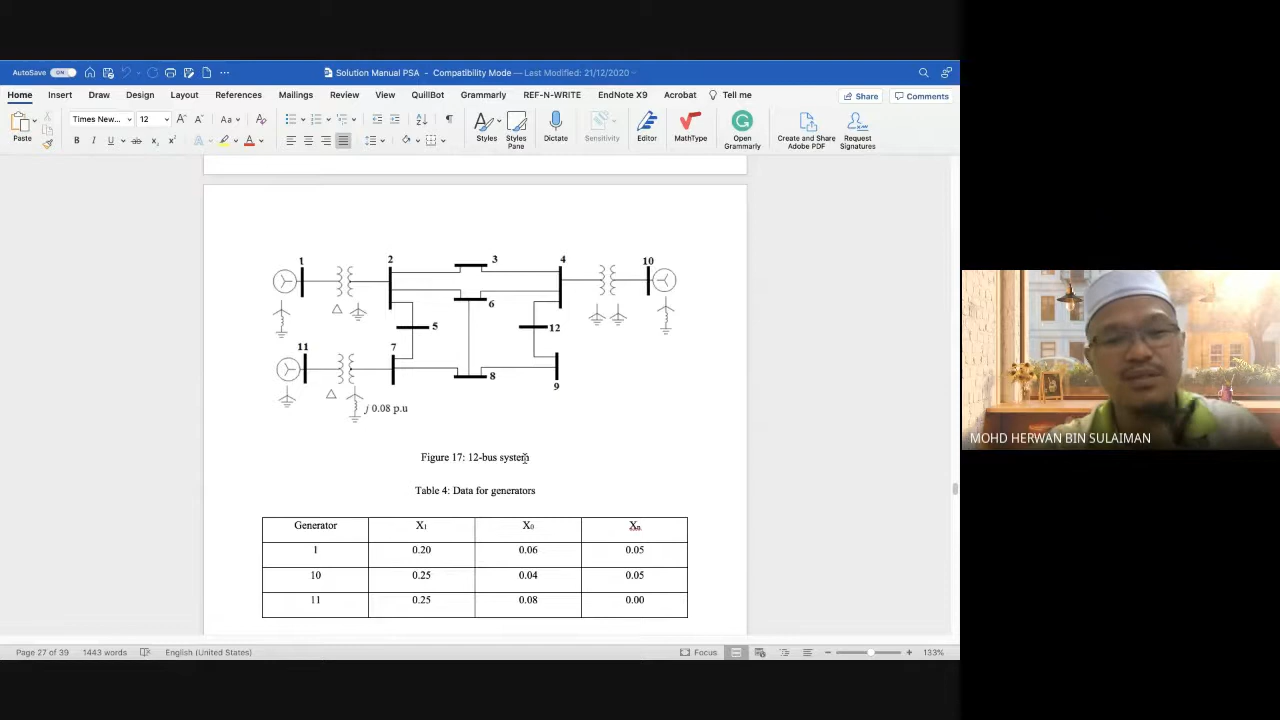 AutoSave ON
Solution Manual PSA - Compatibility Mode — Last Modified: 21/12/2020
Home Insert Draw Design Layout References Mailings Review View QuillBot Grammarly REF-N-WRITE EndNote X9 Acrobat Tell me
Share Comments
Paste
Times New... 12
Styles
Styles Pane
Dictate
Sensitivity
Editor
MathType
Open Grammarly
Create and Share Adobe PDF
Request Signatures
1 2 3 4 10
6
5 12
11 7 8 9
j 0.08 p.u
Figure 17: 12-bus system
Table 4: Data for generators
Generator X1 X0 Xn
1 0.20 0.06 0.05
10 0.25 0.04 0.05
11 0.25 0.08 0.00
MOHD HERWAN BIN SULAIMAN
Page 27 of 39 1443 words English (United States) Focus 133%